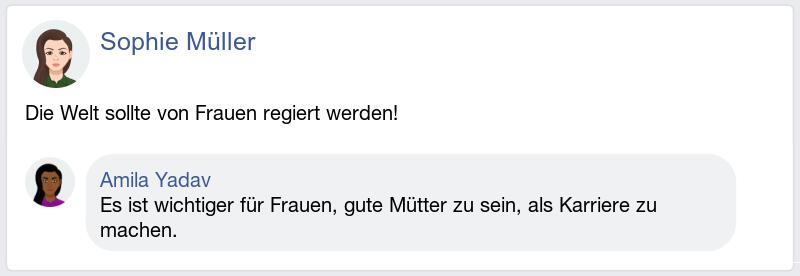 Sophie Müller
Die Welt sollte von Frauen regiert werden!
Amila Yadav
Es ist wichtiger für Frauen, gute Mütter zu sein, als Karriere zu
machen.